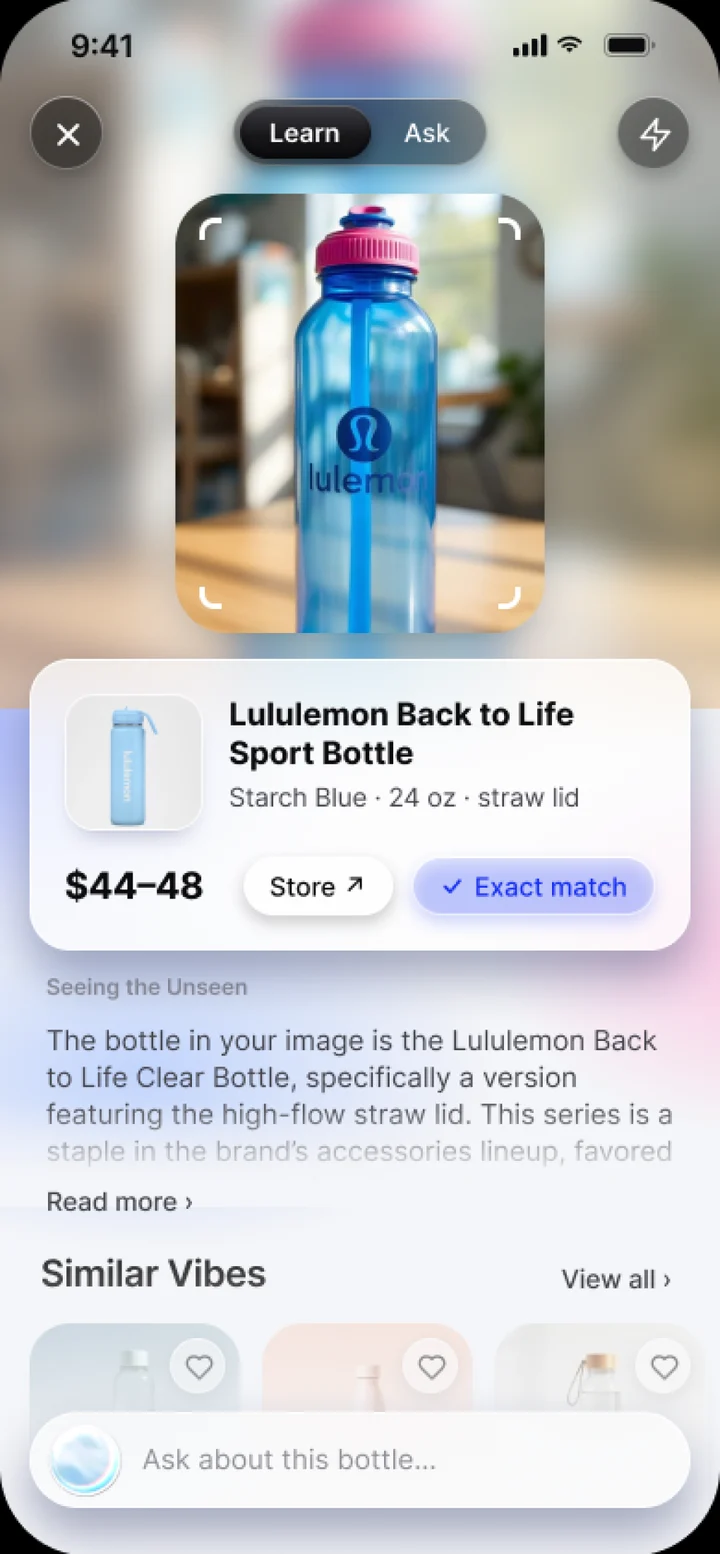 9:41
Learn
Ask
lulemon
Lululemon Back to Life
Sport Bottle
Starch Blue · 24 oz · straw lid
lululemon
$44–48
Store ↗
✓ Exact match
Seeing the Unseen
The bottle in your image is the Lululemon Back
to Life Clear Bottle, specifically a version
featuring the high-flow straw lid. This series is a
staple in the brand’s accessories lineup, favored
Read more ›
Similar Vibes
View all ›
Ask about this bottle...